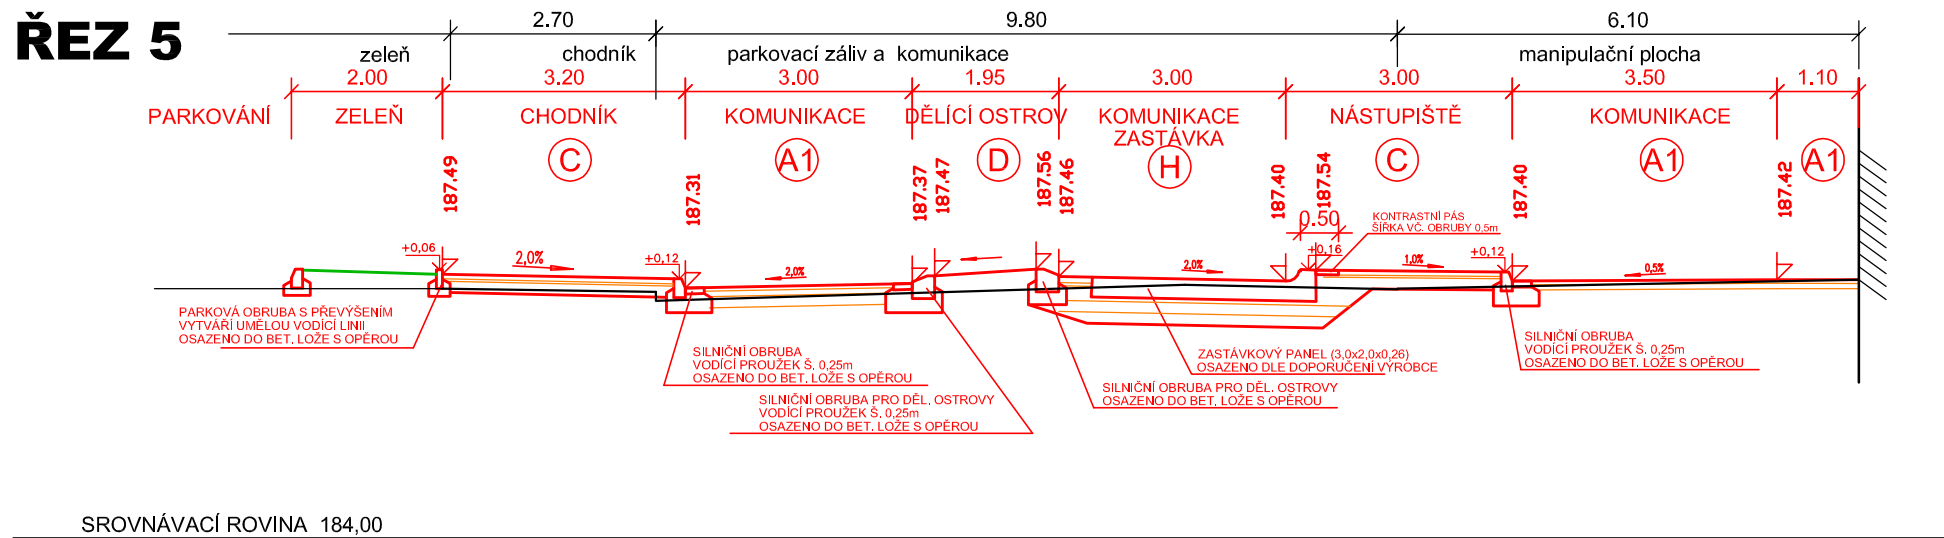 ŘEZ 5
2.70 9.80 6.10
zeleň chodník parkovací záliv a komunikace manipulační plocha
2.00 3.20 3.00 1.95 3.00 3.00 3.50 1.10
PARKOVÁNÍ ZELEŇ CHODNÍK KOMUNIKACE DĚLÍCÍ OSTROV KOMUNIKACE NÁSTUPIŠTĚ KOMUNIKACE
ZASTÁVKA
C A1 D H C A1 A1
187.49 187.31 187.37 187.47 187.56 187.46 187.40 187.54 187.40 187.42
0.50
KONTRASTNÍ PÁS
ŠÍŘKA VČ. OBRUBY 0,5m
+0,06 2,0% +0,12 2,0% 2,0% +0,16 1,0% +0,12 0,5%
PARKOVÁ OBRUBA S PŘEVÝŠENÍM
VYTVÁŘÍ UMĚLOU VODÍCÍ LINII
OSAZENO DO BET. LOŽE S OPĚROU
SILNIČNÍ OBRUBA
VODÍCÍ PROUŽEK Š. 0,25m
OSAZENO DO BET. LOŽE S OPĚROU
SILNIČNÍ OBRUBA PRO DĚL. OSTROVY
VODÍCÍ PROUŽEK Š. 0,25m
OSAZENO DO BET. LOŽE S OPĚROU
ZASTÁVKOVÝ PANEL (3,0x2,0x0,26)
OSAZENO DLE DOPORUČENÍ VÝROBCE
SILNIČNÍ OBRUBA PRO DĚL. OSTROVY
OSAZENO DO BET. LOŽE S OPĚROU
SILNIČNÍ OBRUBA
VODÍCÍ PROUŽEK Š. 0,25m
OSAZENO DO BET. LOŽE S OPĚROU
SROVNÁVACÍ ROVINA 184,00